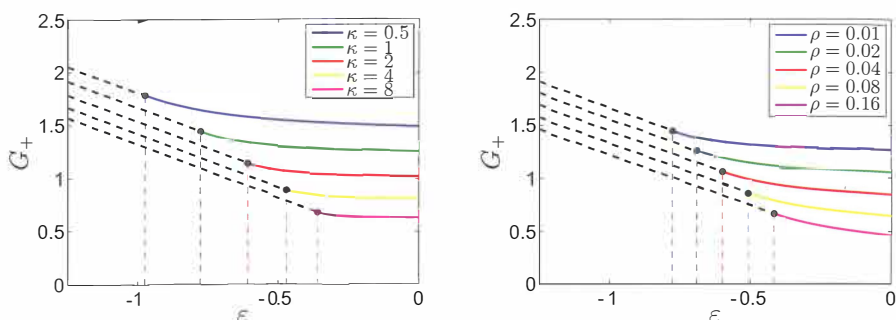 2.5
2
1.5
1
0.5
0
-1
-0.5
0
G+
ε
κ = 0.5
κ = 1
κ = 2
κ = 4
κ = 8
2.5
2
1.5
1
0.5
0
-1
-0.5
0
G+
ε
ρ = 0.01
ρ = 0.02
ρ = 0.04
ρ = 0.08
ρ = 0.16